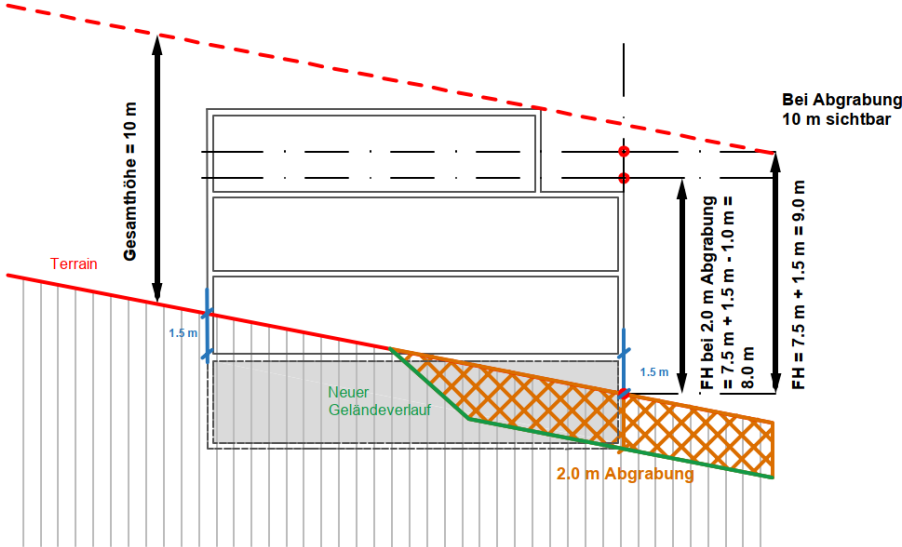 Bei Abgrabung
10 m sichtbar
Gesamthöhe = 10 m
Terrain
1.5 m
1.5 m
FH bei 2.0 m Abgrabung
= 7.5 m + 1.5 m - 1.0 m =
8.0 m
FH = 7.5 m + 1.5 m = 9.0 m
Neuer
Geländeverlauf
2.0 m Abgrabung